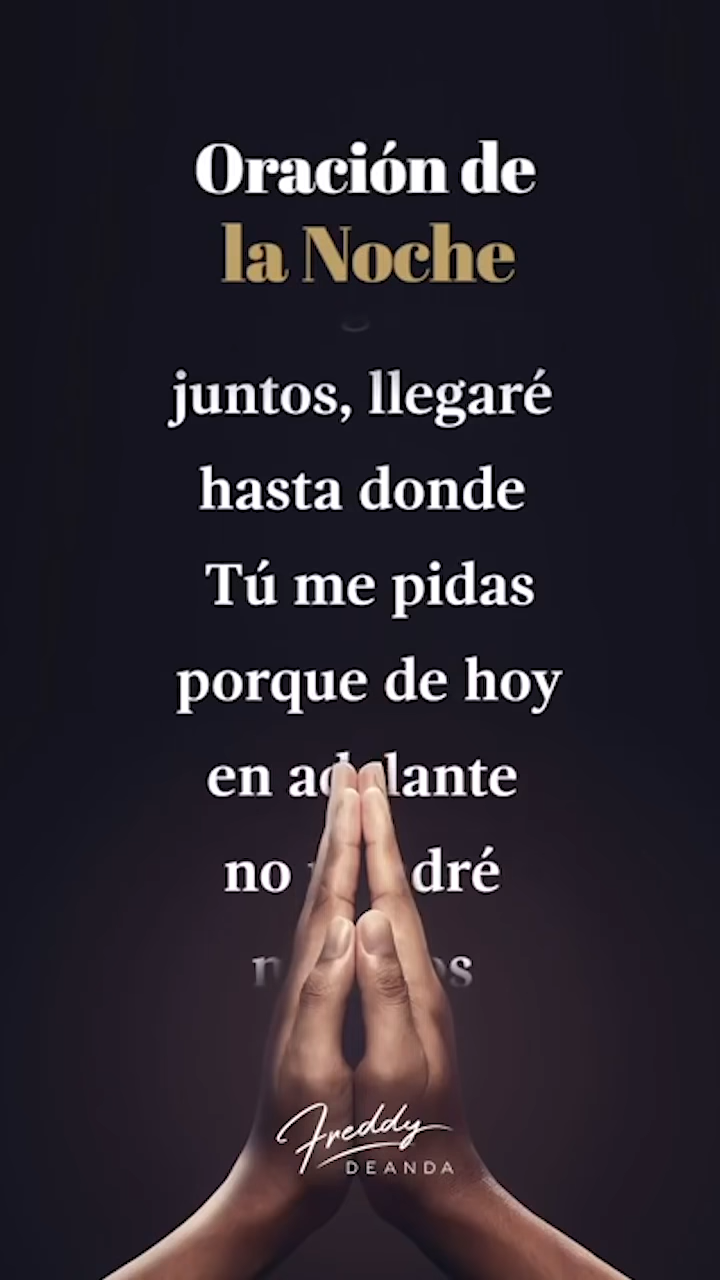 Oración de
la Noche
juntos, llegaré
hasta donde
Tú me pidas
porque de hoy
en adelante
no
Freddy
DEANDA